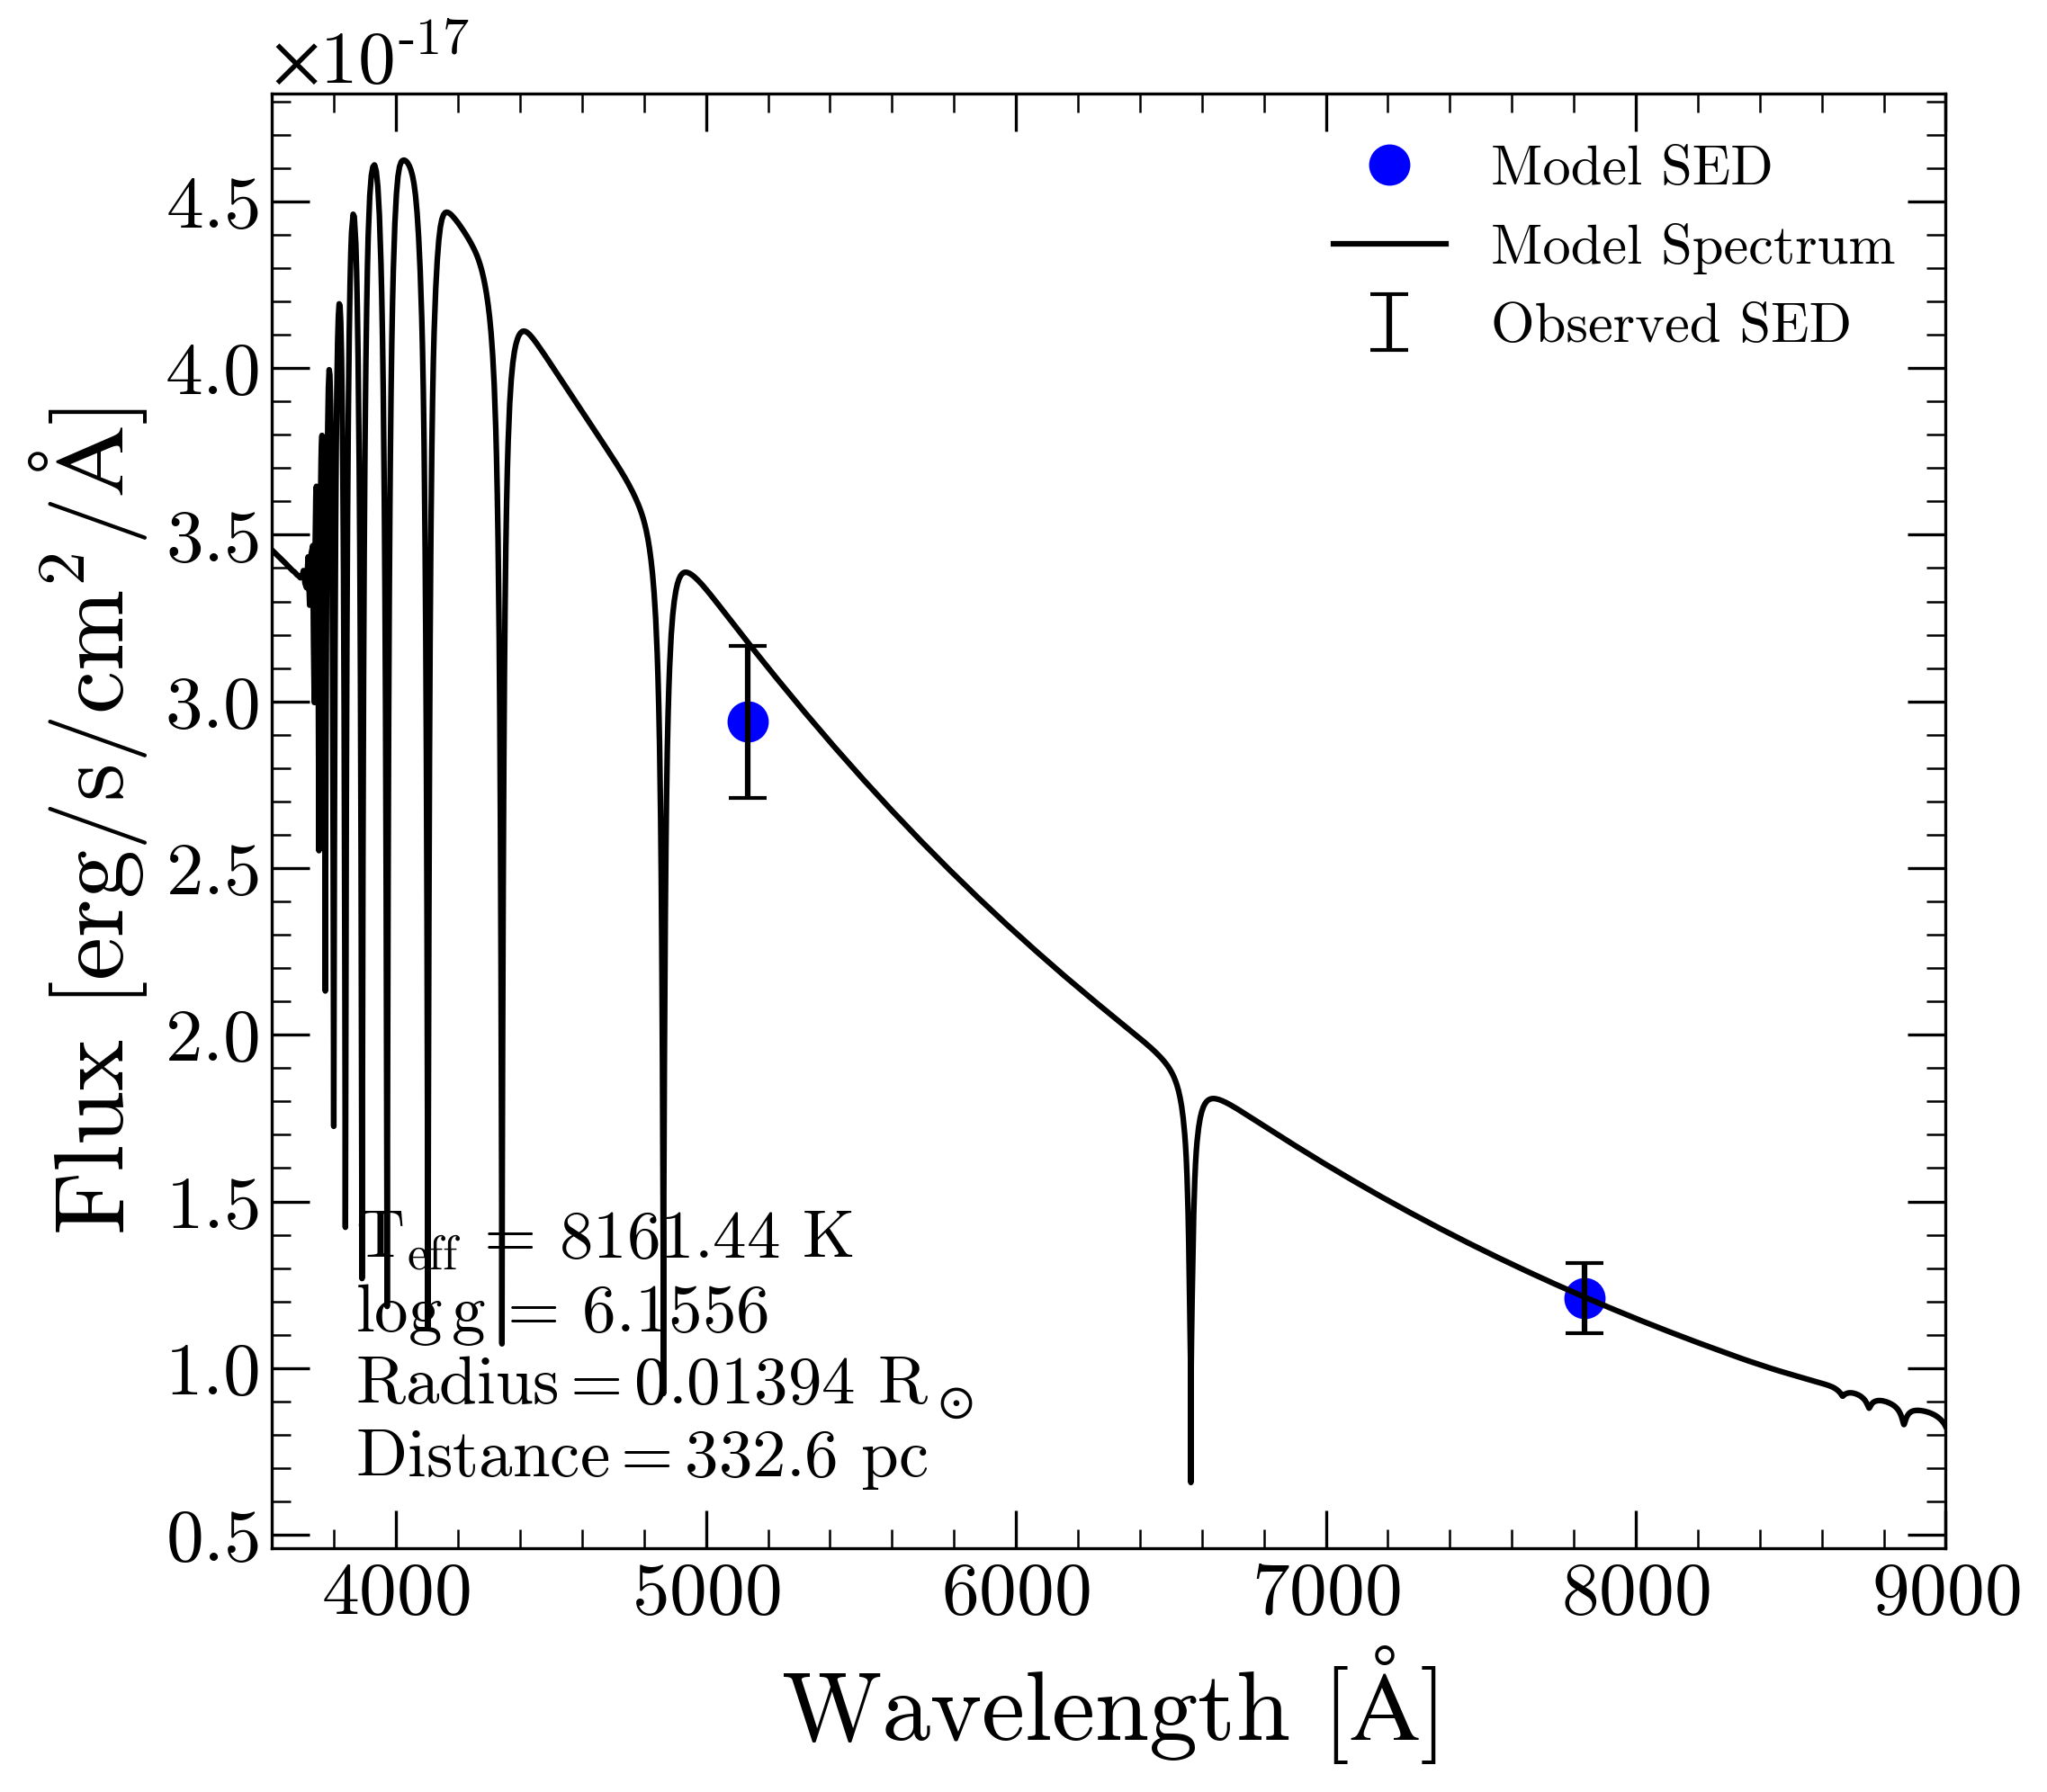 ×10⁻¹⁷
Model SED
Model Spectrum
Observed SED
4.5
4.0
3.5
3.0
2.5
2.0
1.5
1.0
0.5
Flux [erg/s/cm²/Å]
T_eff = 8161.44 K
log g = 6.1556
Radius = 0.01394 R_⊙
Distance = 332.6 pc
4000 5000 6000 7000 8000 9000
Wavelength [Å]